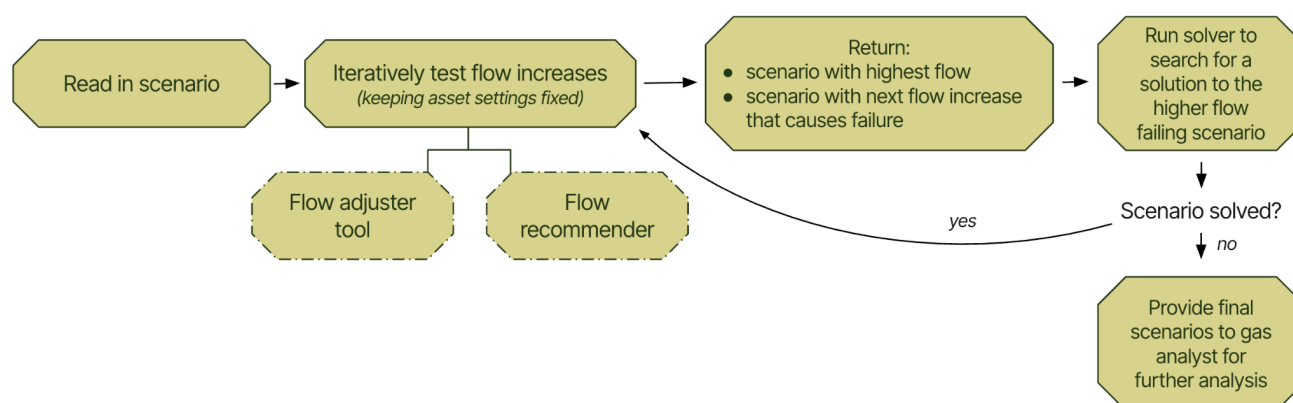 Read in scenario
Iteratively test flow increases
(keeping asset settings fixed)
Flow adjuster
tool
Flow
recommender
Return:
● scenario with highest flow
● scenario with next flow increase
that causes failure
Run solver to
search for a
solution to the
higher flow
failing scenario
Scenario solved?
yes
no
Provide final
scenarios to gas
analyst for
further analysis